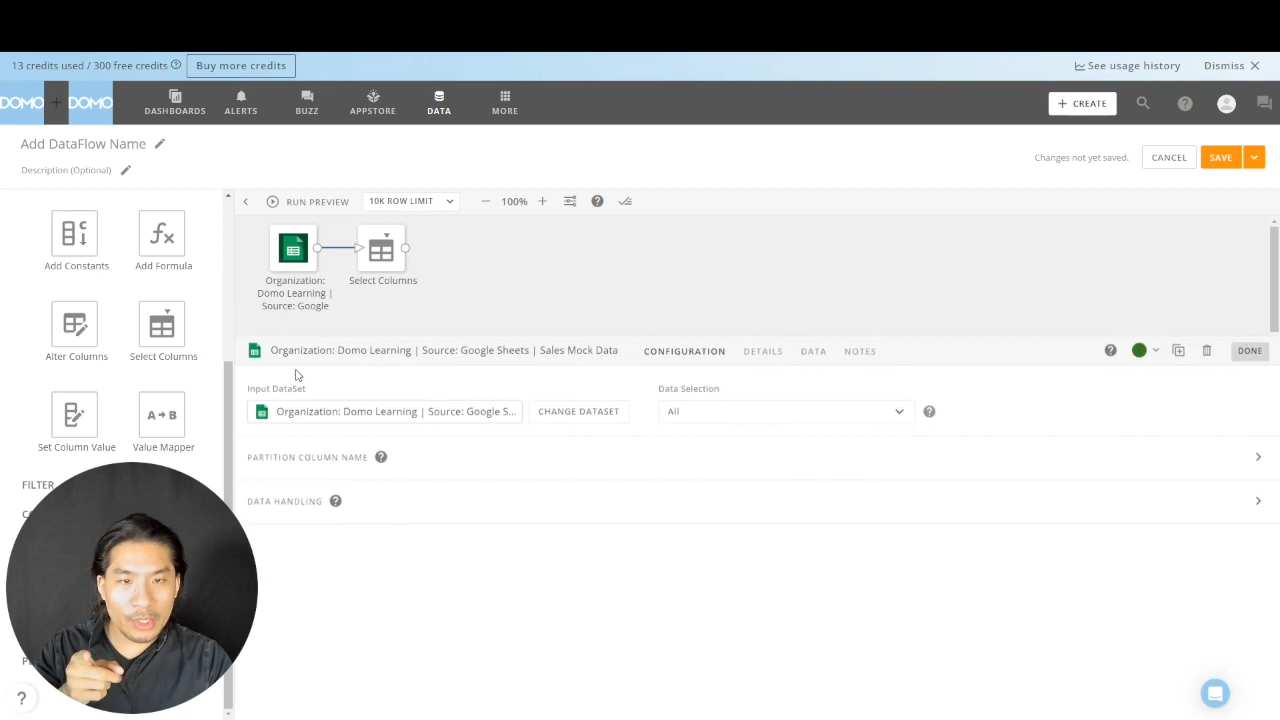 13 credits used / 300 free credits
Buy more credits
See usage history
Dismiss
DOMO
+
DOMO
DASHBOARDS
ALERTS
BUZZ
APPSTORE
DATA
MORE
+ CREATE
Add DataFlow Name
Description (Optional)
Changes not yet saved.
CANCEL
SAVE
RUN PREVIEW
10K ROW LIMIT
100%
Add Constants
Add Formula
Alter Columns
Select Columns
Set Column Value
A→B
Value Mapper
FILTER
Organization:
Domo Learning |
Source: Google
Select Columns
Organization: Domo Learning | Source: Google Sheets | Sales Mock Data
CONFIGURATION
DETAILS
DATA
NOTES
DONE
Input DataSet
Organization: Domo Learning | Source: Google S...
CHANGE DATASET
Data Selection
All
PARTITION COLUMN NAME
DATA HANDLING